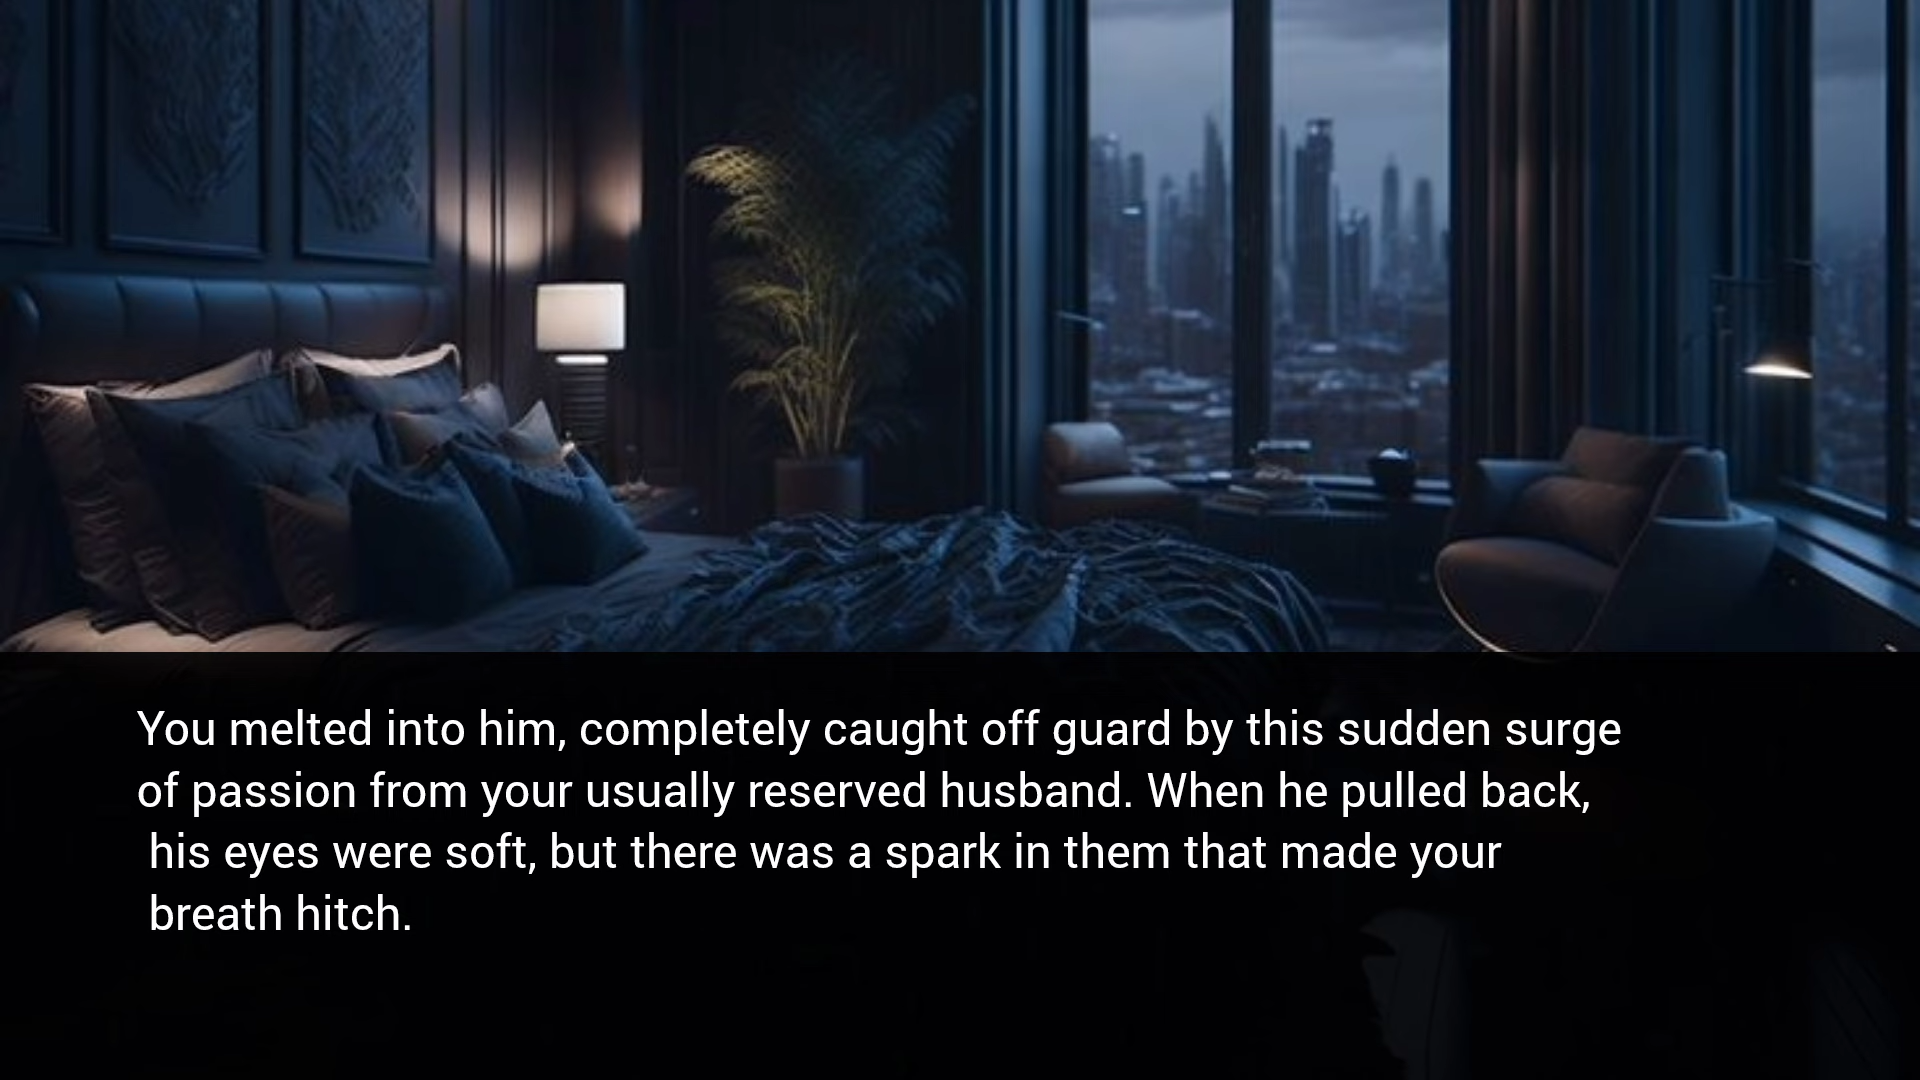 You melted into him, completely caught off guard by this sudden surge
of passion from your usually reserved husband. When he pulled back,
his eyes were soft, but there was a spark in them that made your
breath hitch.